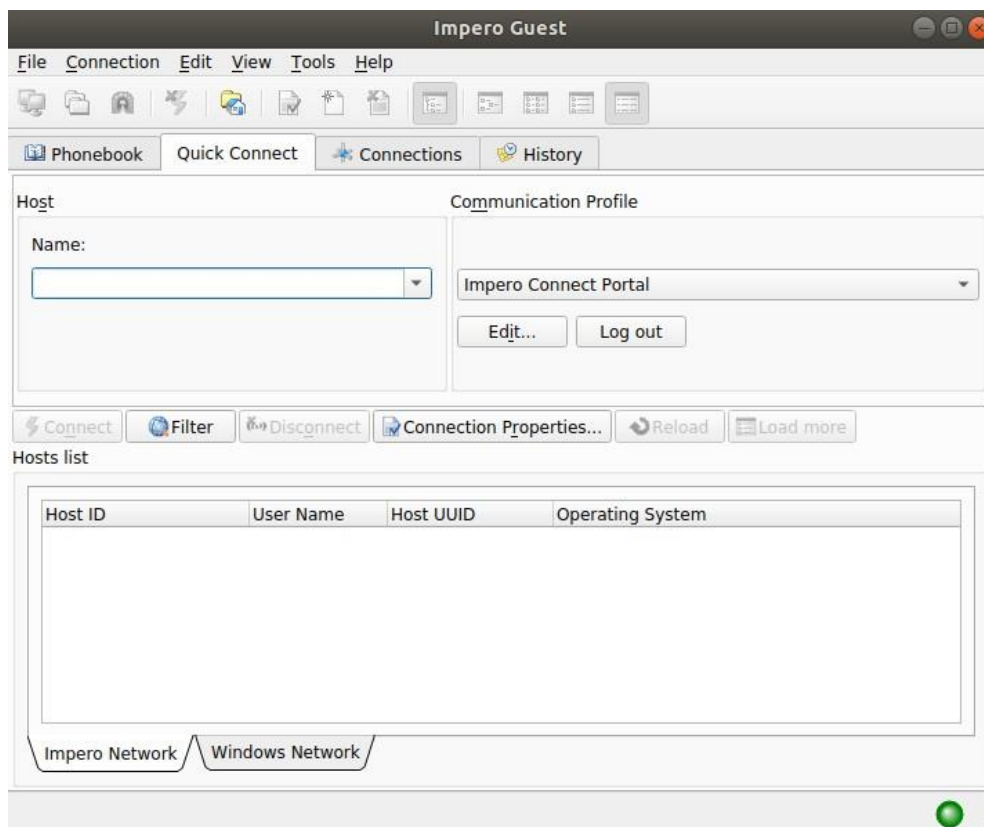 Impero Guest
File Connection Edit View Tools Help
Phonebook Quick Connect Connections History
Host Communication Profile
Name:
Impero Connect Portal
Edit... Log out
Connect Filter Disconnect Connection Properties... Reload Load more
Hosts list
Host ID User Name Host UUID Operating System
Impero Network Windows Network